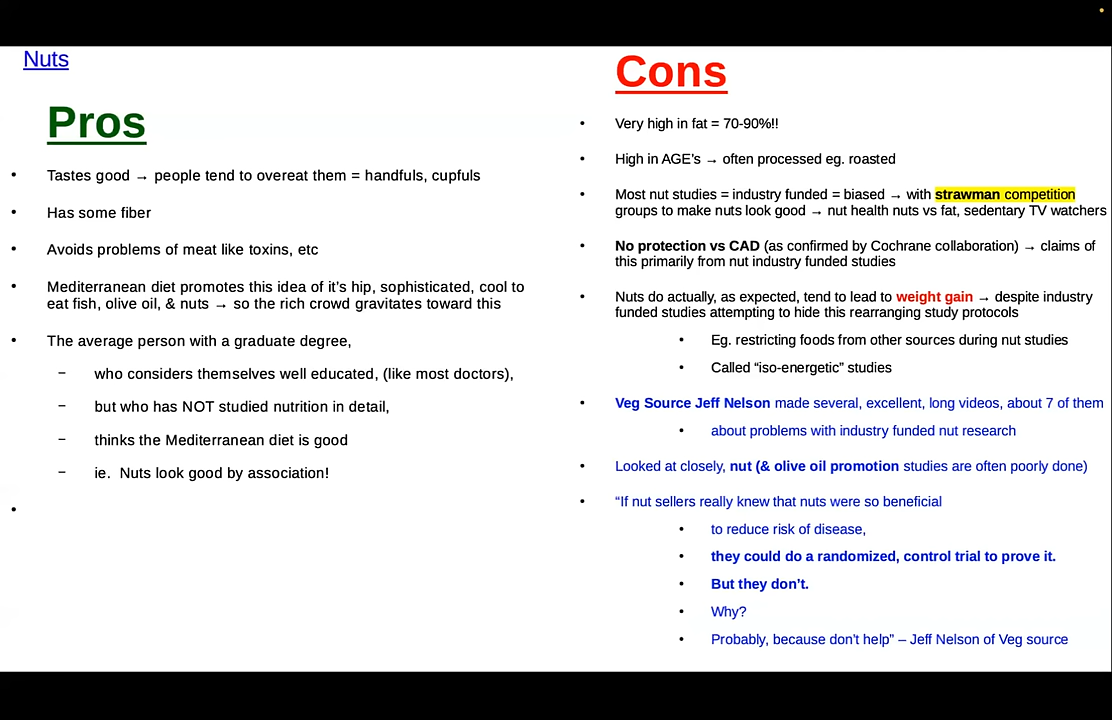 Nuts
Pros
• Tastes good → people tend to overeat them = handfuls, cupfuls
• Has some fiber
• Avoids problems of meat like toxins, etc
• Mediterranean diet promotes this idea of it's hip, sophisticated, cool to
eat fish, olive oil, & nuts → so the rich crowd gravitates toward this
• The average person with a graduate degree,
– who considers themselves well educated, (like most doctors),
– but who has NOT studied nutrition in detail,
– thinks the Mediterranean diet is good
– ie. Nuts look good by association!
•
Cons
• Very high in fat = 70-90%!!
• High in AGE's → often processed eg. roasted
• Most nut studies = industry funded = biased → with strawman competition
groups to make nuts look good → nut health nuts vs fat, sedentary TV watchers
• No protection vs CAD (as confirmed by Cochrane collaboration) → claims of
this primarily from nut industry funded studies
• Nuts do actually, as expected, tend to lead to weight gain → despite industry
funded studies attempting to hide this rearranging study protocols
• Eg. restricting foods from other sources during nut studies
• Called “iso-energetic” studies
• Veg Source Jeff Nelson made several, excellent, long videos, about 7 of them
• about problems with industry funded nut research
• Looked at closely, nut (& olive oil promotion studies are often poorly done)
• “If nut sellers really knew that nuts were so beneficial
• to reduce risk of disease,
• they could do a randomized, control trial to prove it.
• But they don't.
• Why?
• Probably, because don't help” – Jeff Nelson of Veg source